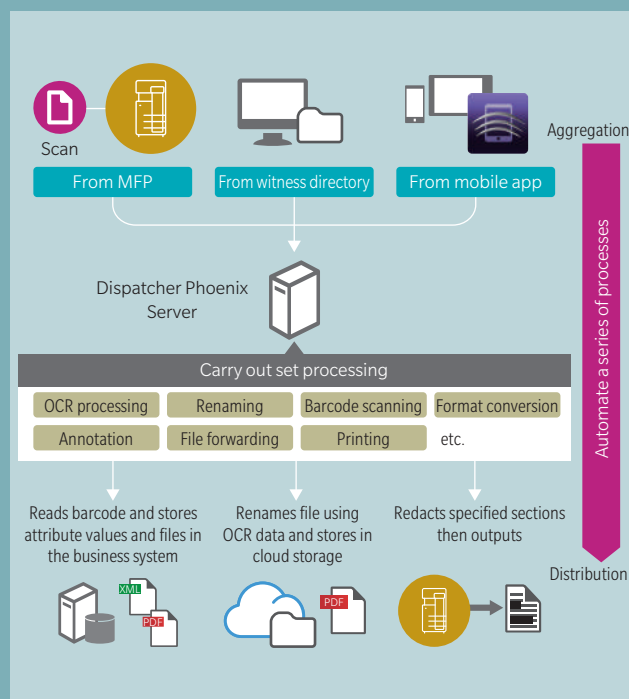 Scan
Aggregation
From MFP
From witness directory
From mobile app
Dispatcher Phoenix
Server
Automate a series of processes
Carry out set processing
OCR processing
Renaming
Barcode scanning
Format conversion
Annotation
File forwarding
Printing
etc.
Reads barcode and stores
attribute values and files in
the business system
Renames file using
OCR data and stores in
cloud storage
Redacts specified sections
then outputs
Distribution
XML
PDF
PDF